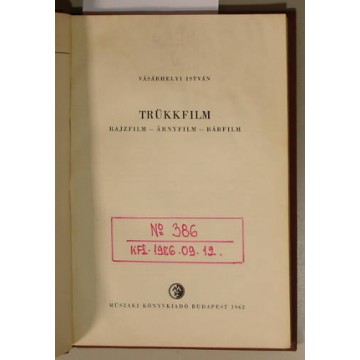 VÁSÁRHELYI ISTVÁN
TRÜKKFILM
RAJZFILM – ÁRNYFILM – BÁBFILM
№ 386
KFI. 1986.09.12.
MŰSZAKI KÖNYVKIADÓ BUDAPEST 1962